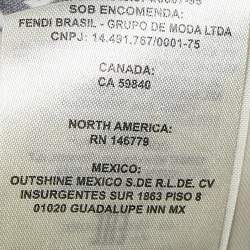 SOB ENCOMENDA:
FENDI BRASIL - GRUPO DE MODA LTDA
CNPJ: 14.491.767/0001-75
CANADA:
CA 59840
NORTH AMERICA:
RN 146779
MEXICO:
OUTSHINE MEXICO S.DE R.L.DE. CV
INSURGENTES SUR 1863 PISO 8
01020 GUADALUPE INN MX